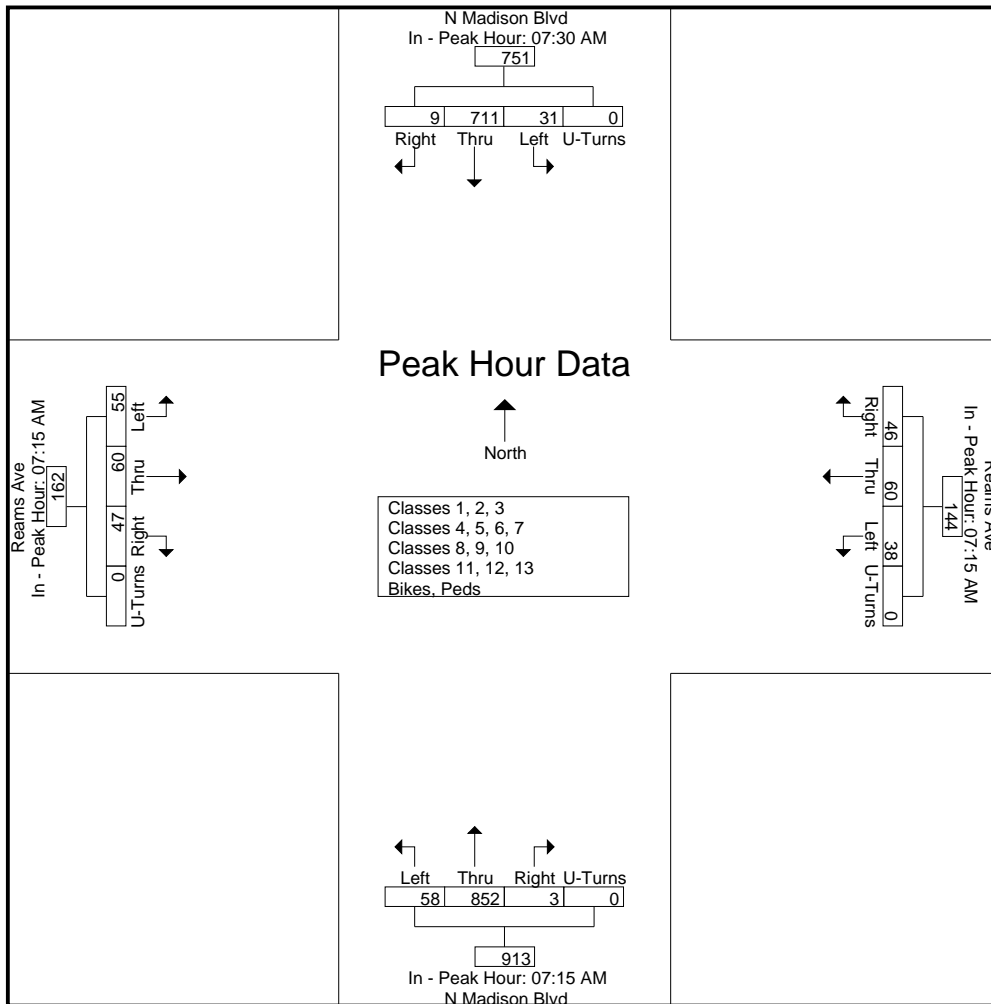 N Madison Blvd
In - Peak Hour: 07:30 AM
751
9 711 31 0
Right Thru Left U-Turns
Peak Hour Data
North
Classes 1, 2, 3
Classes 4, 5, 6, 7
Classes 8, 9, 10
Classes 11, 12, 13
Bikes, Peds
Reams Ave
In - Peak Hour: 07:15 AM
162
55 60 47 0
Left Thru Right U-Turns
Reams Ave
In - Peak Hour: 07:15 AM
144
46 60 38 0
Right Thru Left U-Turns
Left Thru Right U-Turns
58 852 3 0
913
In - Peak Hour: 07:15 AM
N Madison Blvd